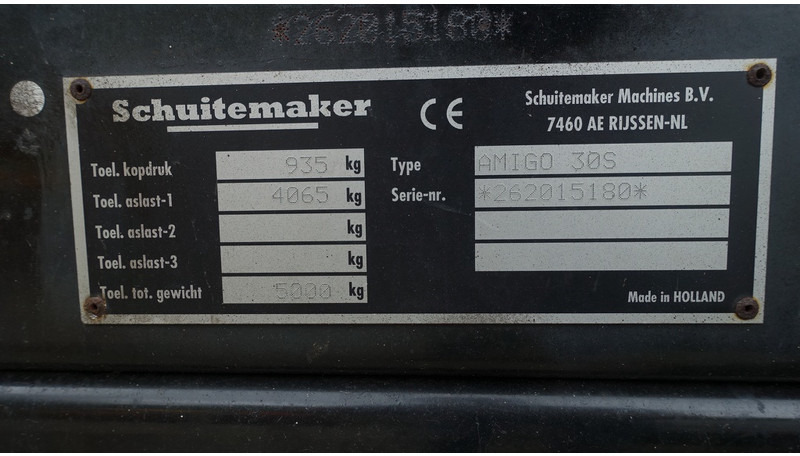 *262015180*
Schuitemaker CE Schuitemaker Machines B.V.
7460 AE RIJSSEN-NL
Toel. kopdruk 935 kg Type AMIGO 30S
Toel. aslast-1 4065 kg Serie-nr. *262015180*
Toel. aslast-2 kg
Toel. aslast-3 kg
Toel. tot. gewicht 5000 kg Made in HOLLAND